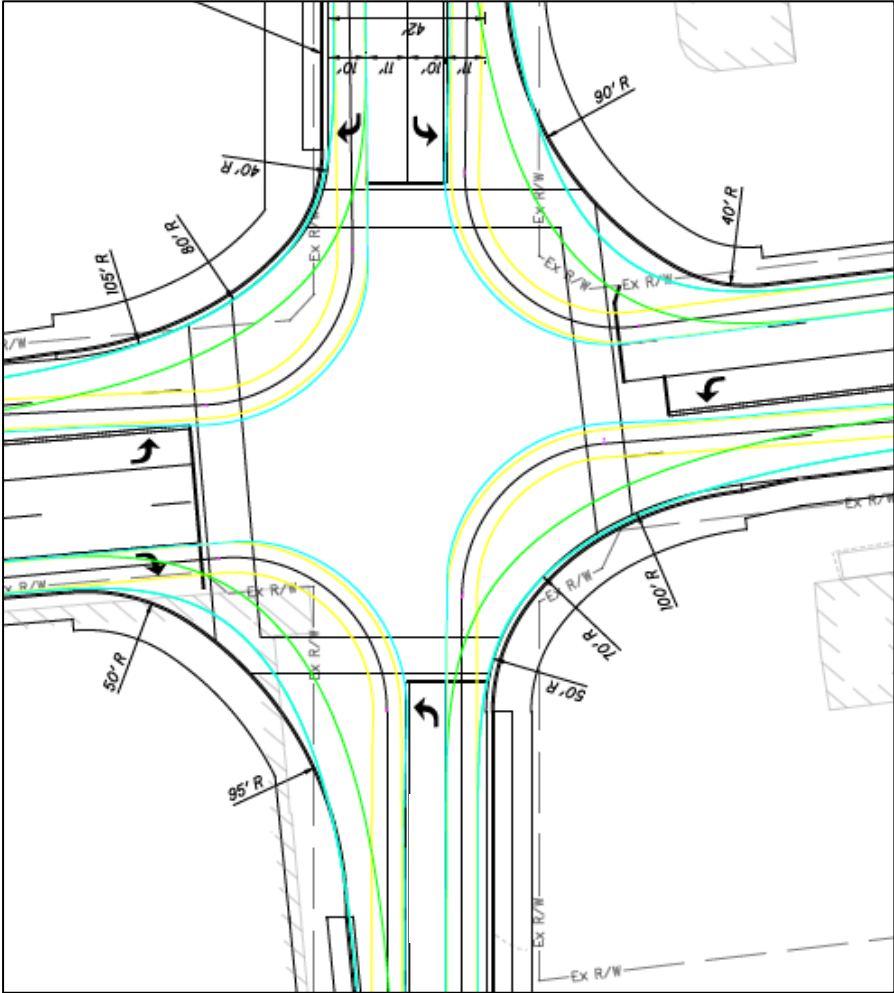 42'
10' 11' 10' 11'
90' R
40' R
40' R
80' R
105' R
Ex R/W
Ex R/W
Ex R/W
Ex R/W
R/W
Ex R/W
Ex R/W
Ex R/W
Ex R/W
Ex R/W
100' R
70' R
50' R
50' R
95' R
Ex R/W
Ex R/W